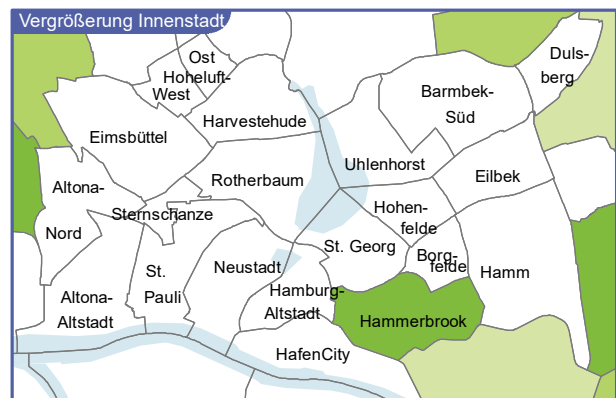 Vergrößerung Innenstadt
Ost
Hoheluft-
West
Duls-
berg
Barmbek-
Süd
Harvestehude
Eimsbüttel
Uhlenhorst
Eilbek
Rotherbaum
Altona-
Nord
Sternschanze
Hohen-
felde
St. Georg
Borg-
felde
Hamm
St.
Pauli
Neustadt
Hamburg-
Altstadt
Altona-
Altstadt
Hammerbrook
HafenCity